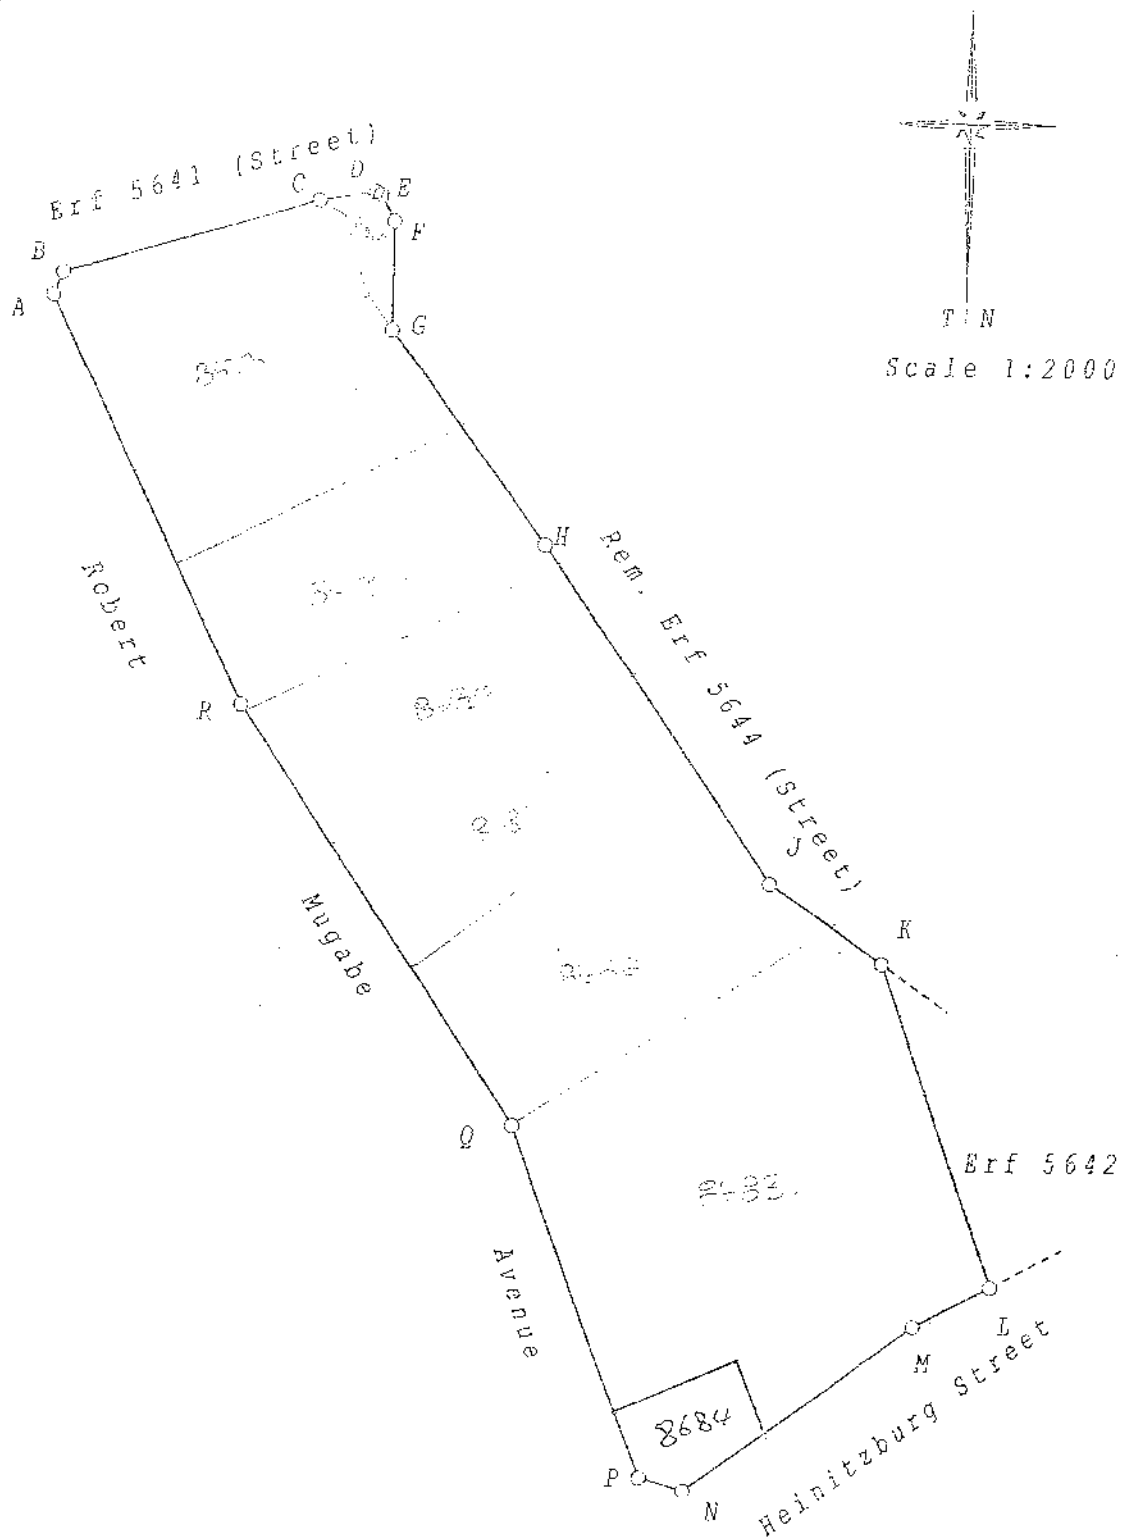 Erf 5641 (Street)
C
D
E
B
F
A
G
T N
Scale 1:2000
H
Rem. Erf 5644 (Street)
Robert
R
J
Mugabe
K
Q
Erf 5642
Avenue
L
M
8684
Heinitzburg Street
P
N